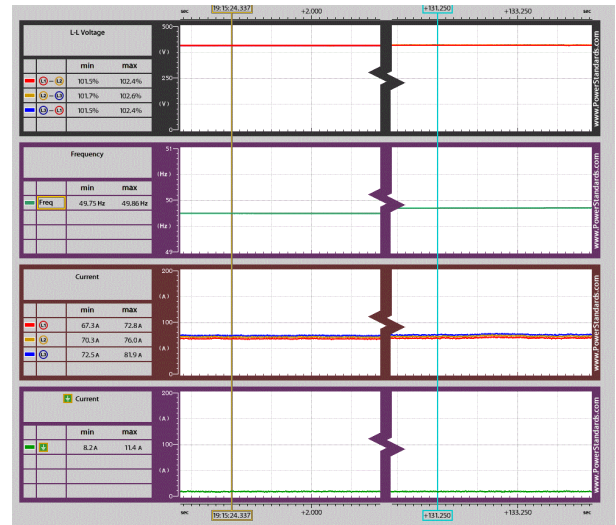 sec 19:15:24.337 +2.000 sec +131.250 +133.250 sec
L-L Voltage
min max
L1 – L2 101.5% 102.4%
L2 – L3 101.7% 102.6%
L3 – L1 101.5% 102.4%
300
(V)
250
(V)
0
www.PowerStandards.com
Frequency
min max
Freq 49.75 Hz 49.86 Hz
51
(Hz)
50
(Hz)
49
www.PowerStandards.com
Current
min max
L1 67.3 A 72.8 A
L2 70.3 A 76.0 A
L3 72.5 A 81.9 A
200
(A)
100
(A)
0
www.PowerStandards.com
Current
min max
8.2 A 11.4 A
200
(A)
100
(A)
0
www.PowerStandards.com
sec 19:15:24.337 +2.000 sec +131.250 +133.250 sec